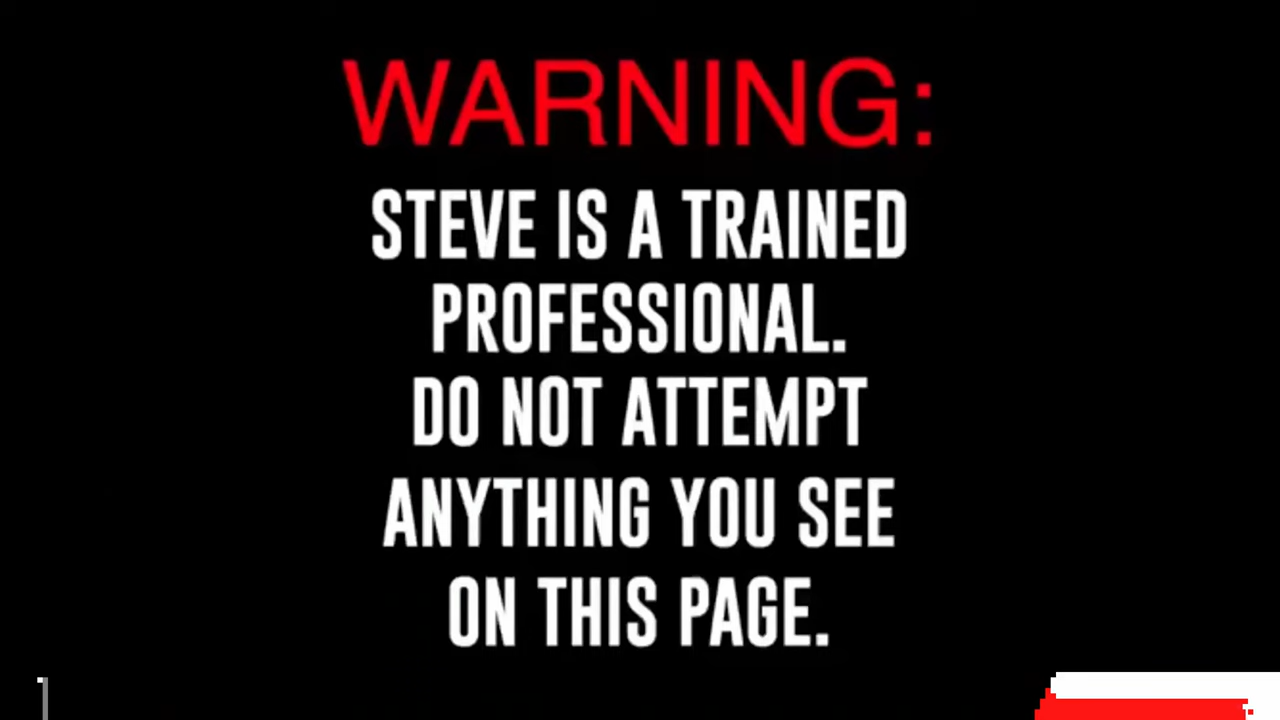 WARNING:
STEVE IS A TRAINED
PROFESSIONAL.
DO NOT ATTEMPT
ANYTHING YOU SEE
ON THIS PAGE.